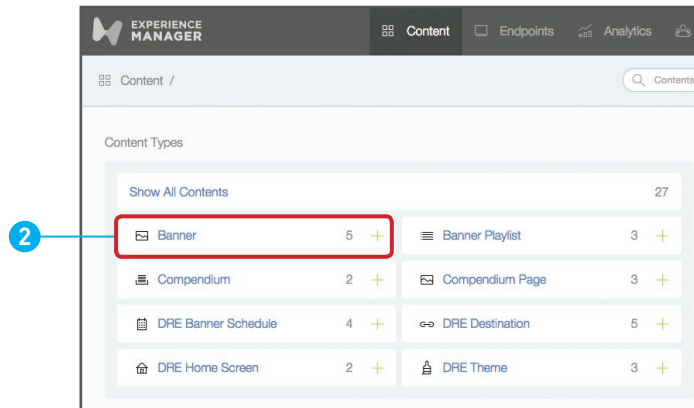 EXPERIENCE
MANAGER
Content
Endpoints
Analytics
Content /
Contents
Content Types
Show All Contents 27
2
Banner 5 +
Banner Playlist 3 +
Compendium 2 +
Compendium Page 3 +
DRE Banner Schedule 4 +
DRE Destination 5 +
DRE Home Screen 2 +
DRE Theme 3 +